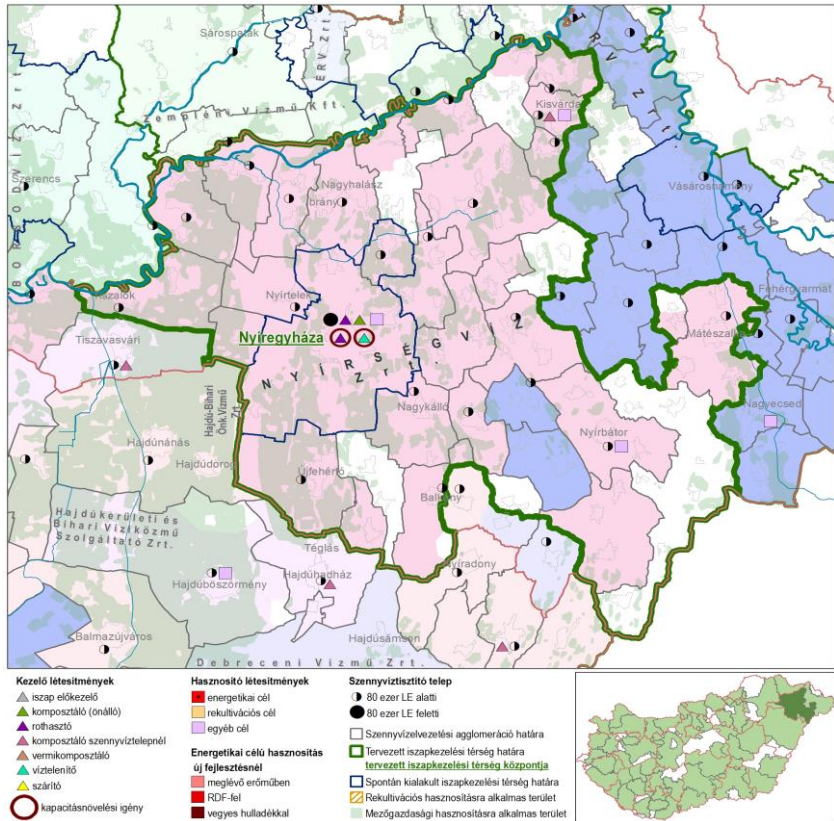 Sárospatak
ERV Zrt.
TRV Zrt.
Zempléni Vízmű Kft.
Kisvárda
BORSODVÍZ Zrt.
Szerencs
Vásárosnamény
Nagyhalász
Ibrány
Fehérgyarmat
Razalók
Nyírtelek
Mátészalka
Nyíregyháza
Tiszavasvári
NYÍRSÉGVÍZ
Zrt.
Hajdú-Bihari
Önk.Vízmű
Zrt.
Nagykálló
Nagyecsed
Hajdúnánás
Nyírbátor
Hajdúdorog
Újfehértó
Balkány
Hajdúkerületi és
Bihari Víziközmű
Szolgáltató Zrt.
Téglás
Hajdúhadház
Nyíradony
Hajdúböszörmény
Balmazújváros
Hajdúsámson
Debreceni Vízmű Zrt.
Kezelő létesítmények
iszap előkezelő
komposztáló (önálló)
rothasztó
komposztáló szennyvíztelepnél
vermikomposztáló
víztelenítő
szárító
kapacitásnövelési igény
Hasznosító létesítmények
energetikai cél
rekultivációs cél
egyéb cél
Energetikai célú hasznosítás
új fejlesztésnél
meglévő erőműben
RDF-fel
vegyes hulladékkal
Szennyvíztisztító telep
80 ezer LE alatti
80 ezer LE feletti
Szennyvízelvezetési agglomeráció határa
Tervezett iszapkezelési térség határa
tervezett iszapkezelési térség központja
Spontán kialakult iszapkezelési térség határa
Rekultivációs hasznosításra alkalmas terület
Mezőgazdasági hasznosításra alkalmas terület